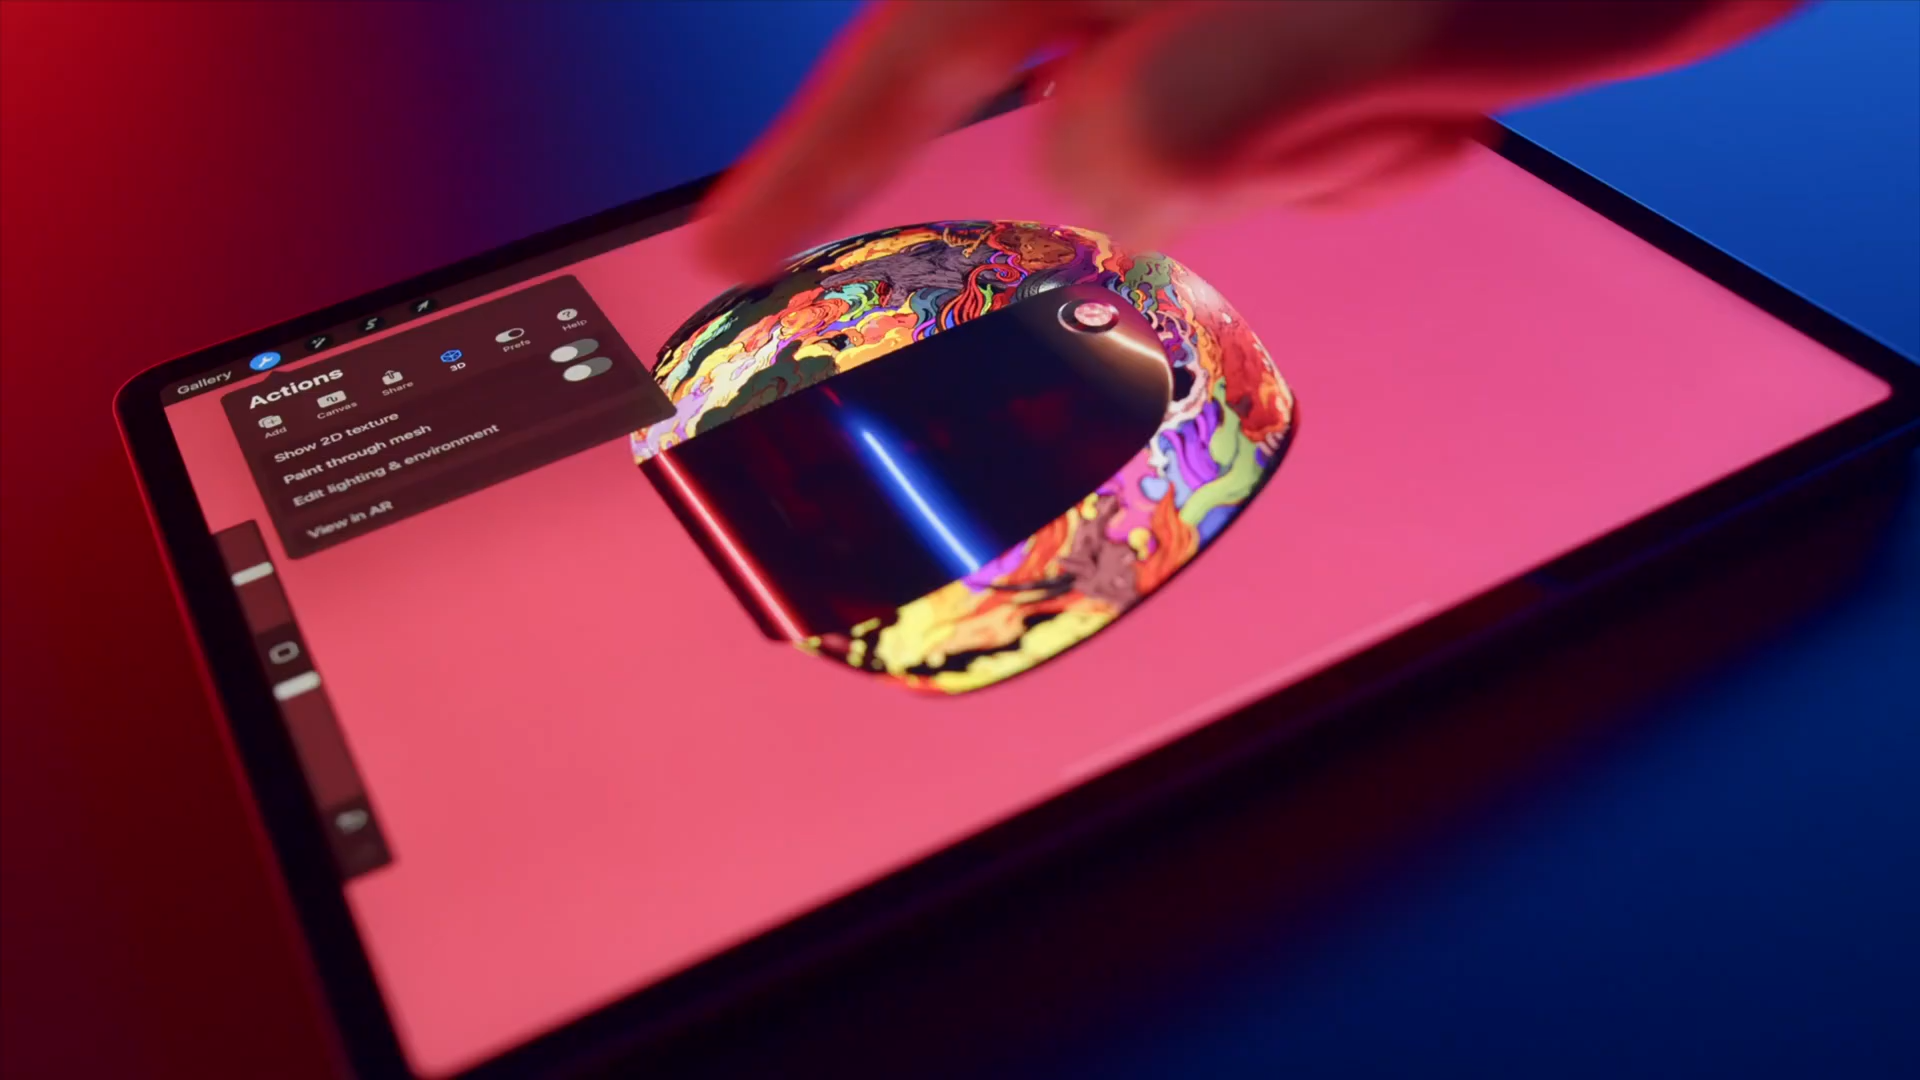 Gallery
Actions
Add
Canvas
Share
3D
Prefs
Help
Show 2D texture
Paint through mesh
Edit lighting & environment
View in AR